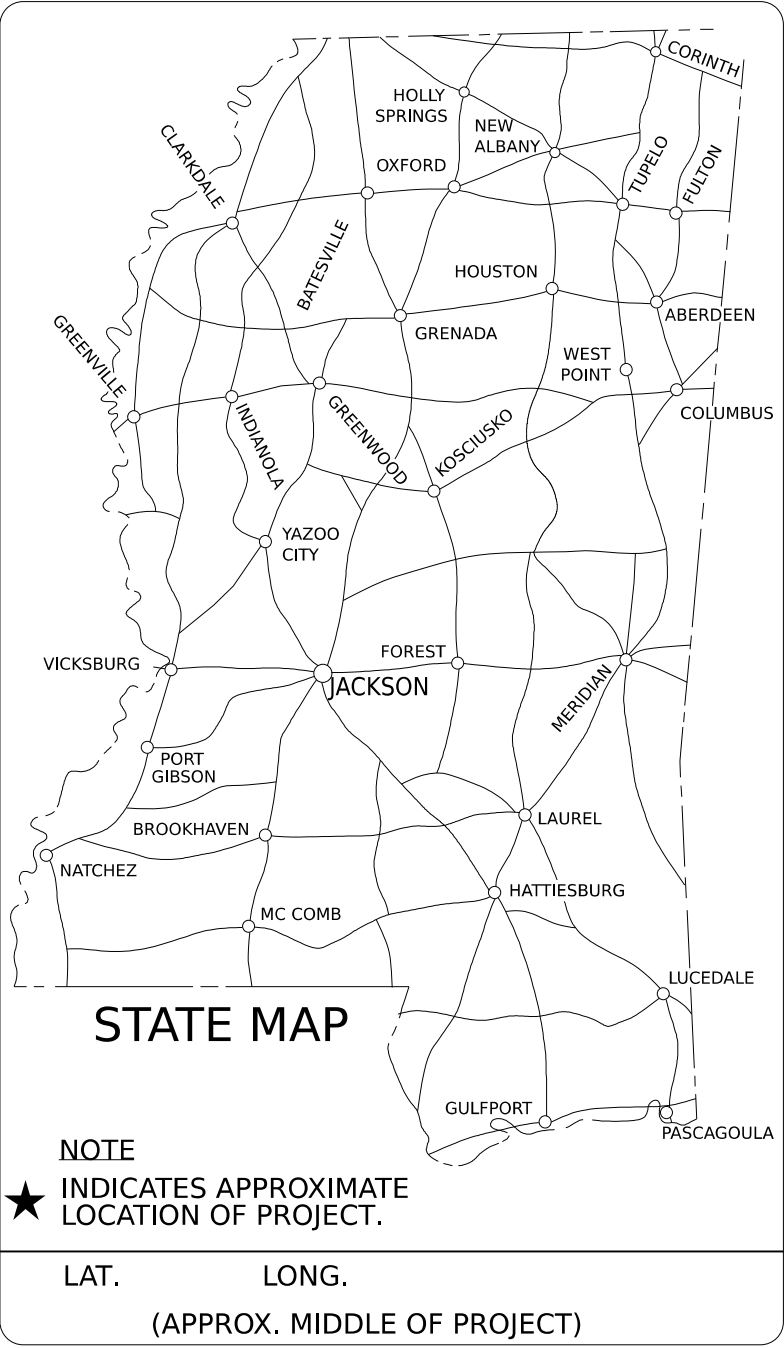 CORINTH
HOLLY
SPRINGS
NEW
ALBANY
CLARKDALE
OXFORD
TUPELO
FULTON
BATESVILLE
HOUSTON
ABERDEEN
GREENVILLE
GRENADA
WEST
POINT
COLUMBUS
INDIANOLA
GREENWOOD
KOSCIUSKO
YAZOO
CITY
VICKSBURG
FOREST
JACKSON
MERIDIAN
PORT
GIBSON
LAUREL
BROOKHAVEN
NATCHEZ
HATTIESBURG
MC COMB
LUCEDALE
STATE MAP
GULFPORT
PASCAGOULA
NOTE
INDICATES APPROXIMATE
LOCATION OF PROJECT.
LAT. LONG.
(APPROX. MIDDLE OF PROJECT)